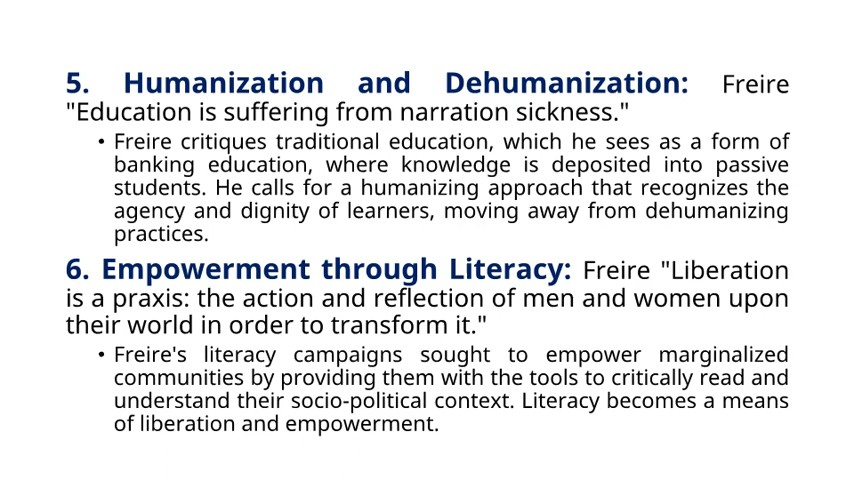 5. Humanization and Dehumanization: Freire
"Education is suffering from narration sickness."
• Freire critiques traditional education, which he sees as a form of
banking education, where knowledge is deposited into passive
students. He calls for a humanizing approach that recognizes the
agency and dignity of learners, moving away from dehumanizing
practices.
6. Empowerment through Literacy: Freire "Liberation
is a praxis: the action and reflection of men and women upon
their world in order to transform it."
• Freire's literacy campaigns sought to empower marginalized
communities by providing them with the tools to critically read and
understand their socio-political context. Literacy becomes a means
of liberation and empowerment.